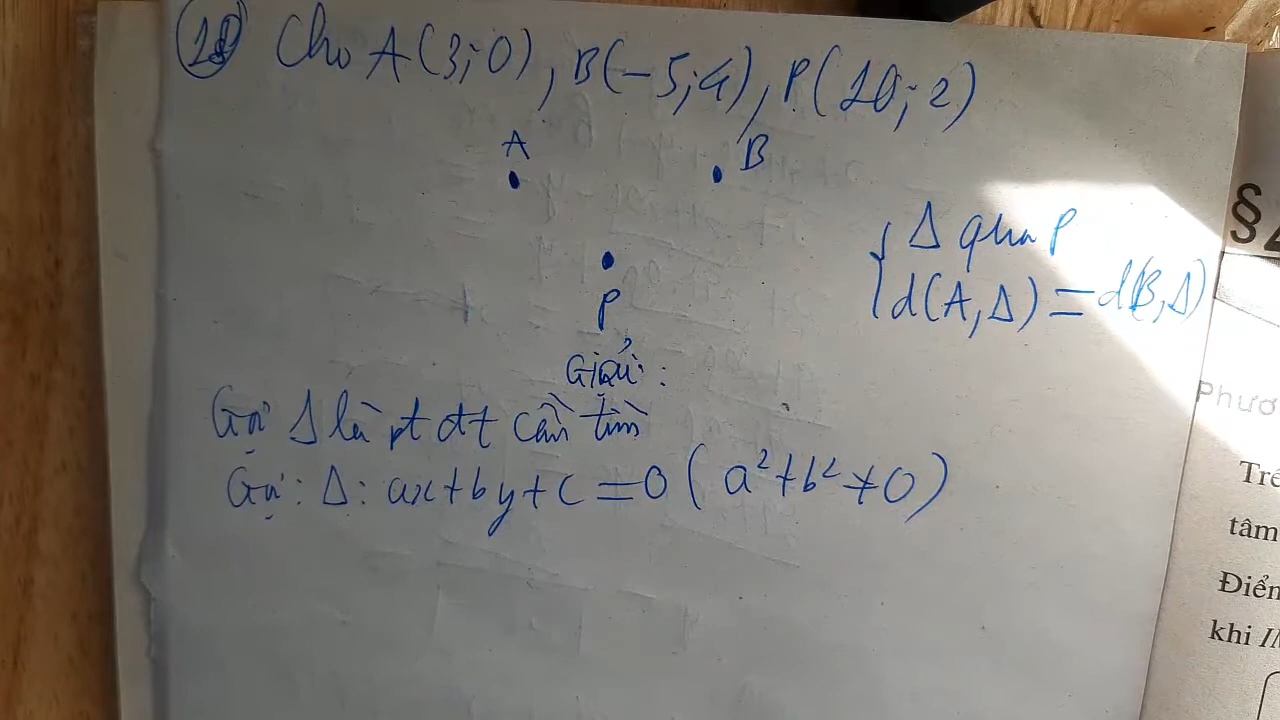 (18) Cho A(3;0), B(-5;4), P(10;2)
A
B
P
{ Δ qua P
d(A,Δ) = d(B,Δ)
Giải:
Gọi Δ là pt đt cần tìm
Gọi: Δ: ax+by+c=0 (a²+b²≠0)
§
Phươ
Trê
tâm
Điển
khi